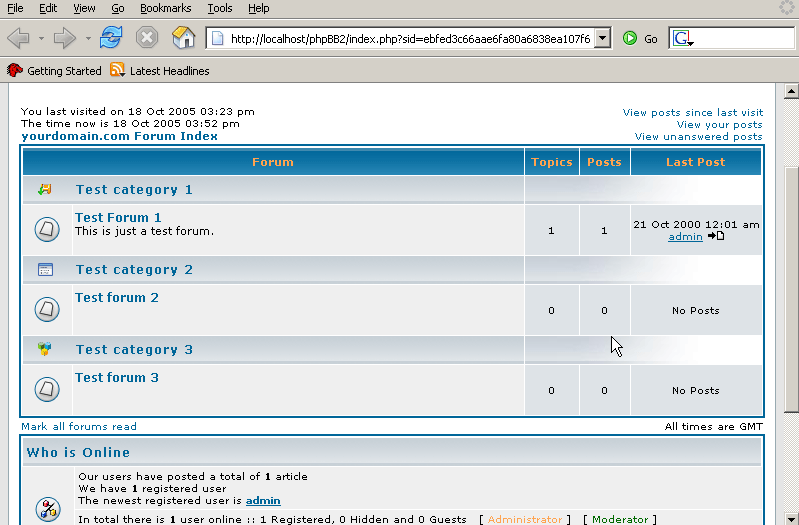 File Edit View Go Bookmarks Tools Help
http://localhost/phpBB2/index.php?sid=ebfed3c66aae6fa80a6838ea107f6 Go G
Getting Started Latest Headlines
You last visited on 18 Oct 2005 03:23 pm View posts since last visit
The time now is 18 Oct 2005 03:52 pm View your posts
yourdomain.com Forum Index View unanswered posts
Forum Topics Posts Last Post
Test category 1
Test Forum 1
This is just a test forum. 1 1 21 Oct 2000 12:01 am
admin
Test category 2
Test forum 2
0 0 No Posts
Test category 3
Test forum 3
0 0 No Posts
Mark all forums read All times are GMT
Who is Online
Our users have posted a total of 1 article
We have 1 registered user
The newest registered user is admin
In total there is 1 user online :: 1 Registered, 0 Hidden and 0 Guests [ Administrator ] [ Moderator ]